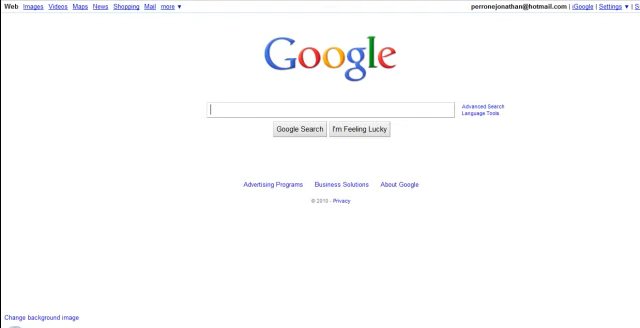 Web Images Videos Maps News Shopping Mail more ▼ perronejonathan@hotmail.com | iGoogle | Settings ▼ | S
Google
Advanced Search
Language Tools
Google Search I'm Feeling Lucky
Advertising Programs Business Solutions About Google
© 2010 - Privacy
Change background image